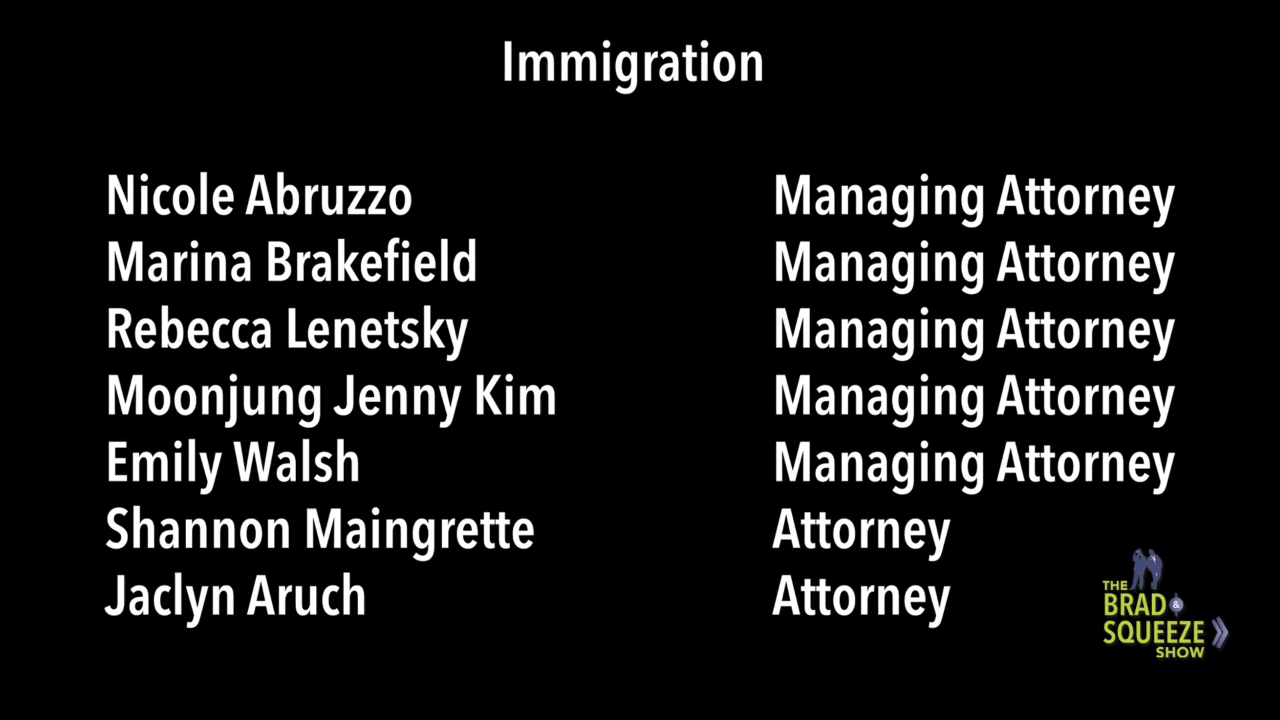 Immigration
Nicole Abruzzo Managing Attorney
Marina Brakefield Managing Attorney
Rebecca Lenetsky Managing Attorney
Moonjung Jenny Kim Managing Attorney
Emily Walsh Managing Attorney
Shannon Maingrette Attorney
Jaclyn Aruch Attorney
THE
BRAD &
SQUEEZE
SHOW